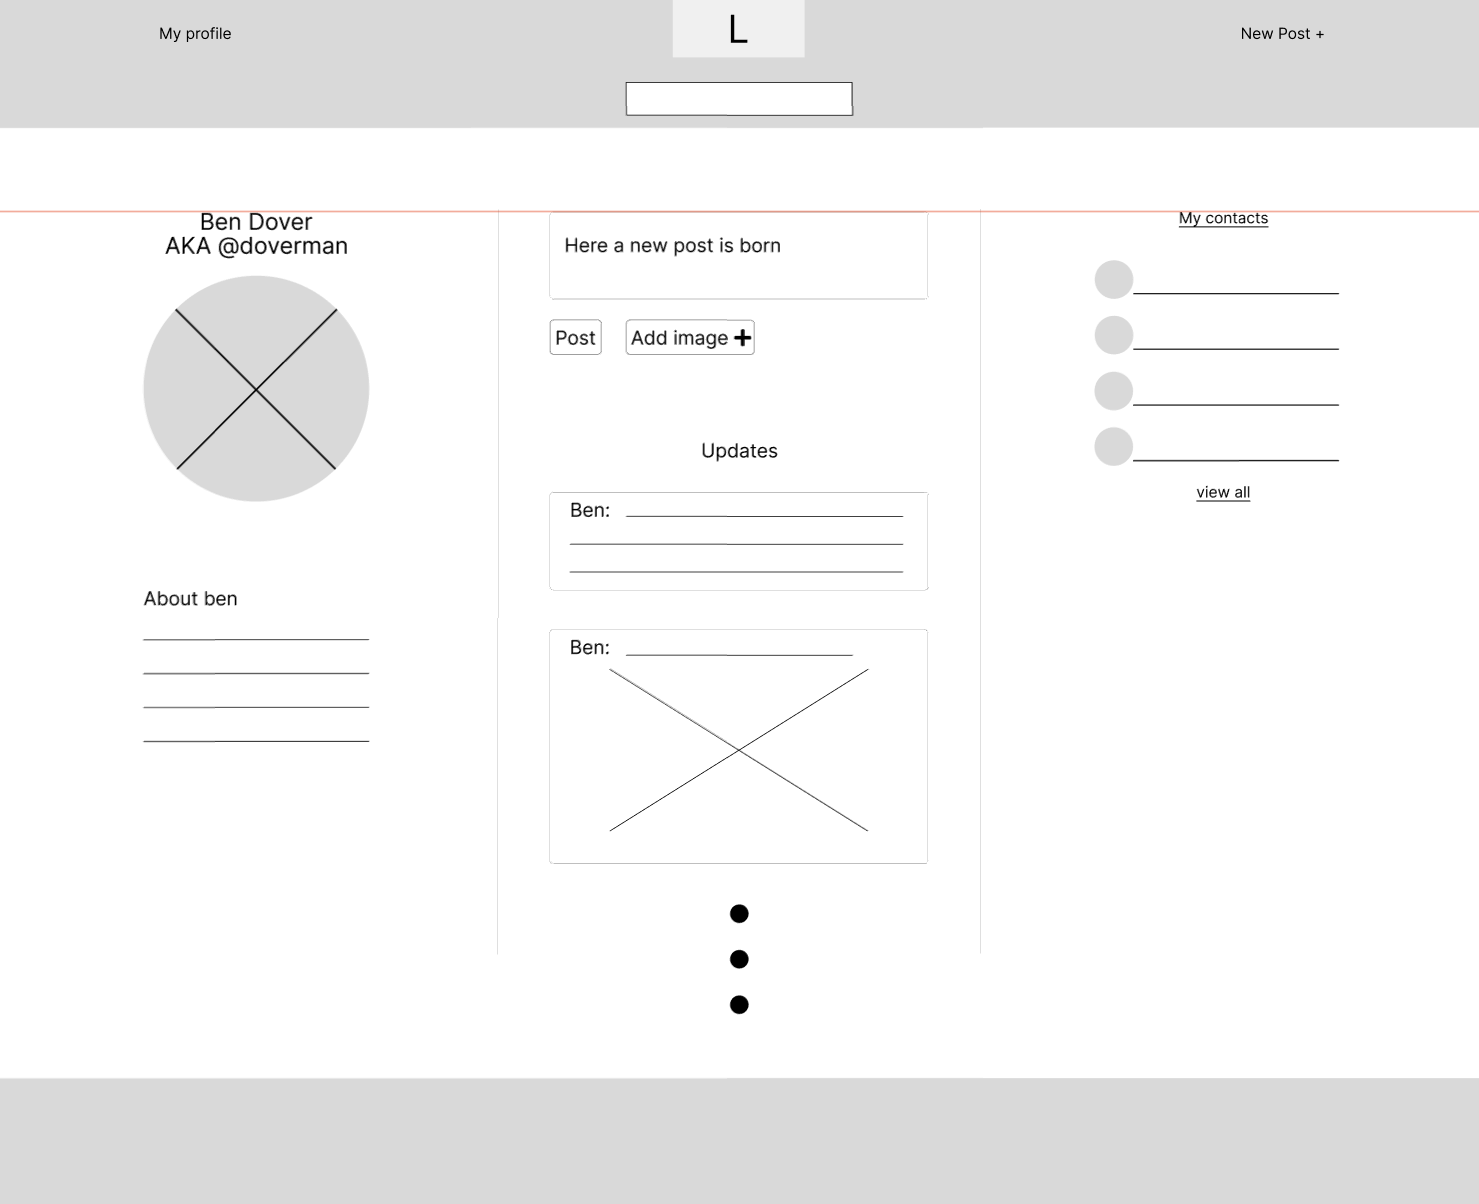 My profile
L
New Post +
Ben Dover
AKA @doverman
About ben
Here a new post is born
Post
Add image +
Updates
Ben:
Ben:
My contacts
view all